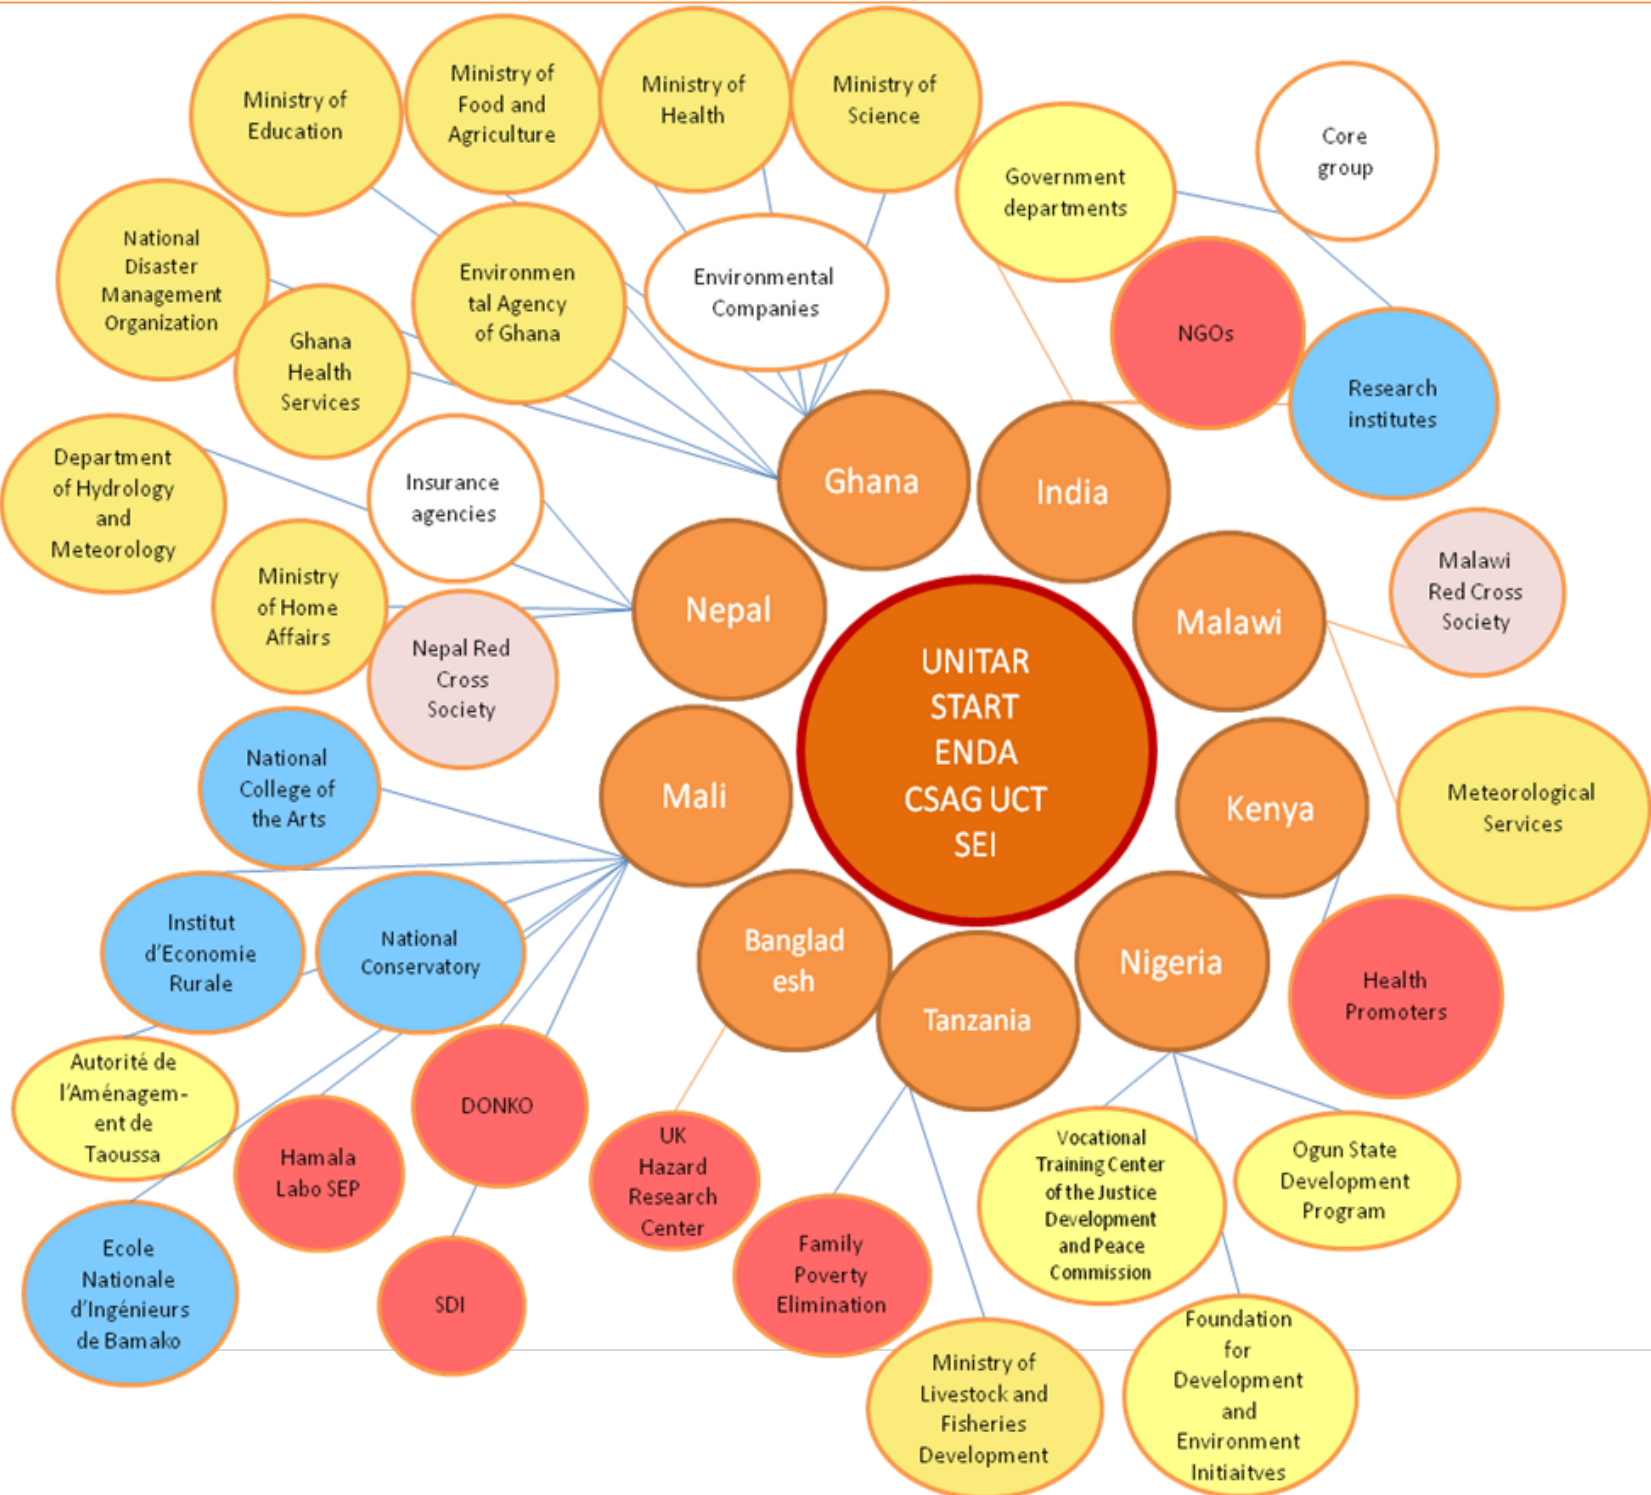 Ministry of
Education
Ministry of
Food and
Agriculture
Ministry of
Health
Ministry of
Science
Government
departments
Core
group
National
Disaster
Management
Organization
Ghana
Health
Services
Environmen
tal Agency
of Ghana
Environmental
Companies
NGOs
Research
institutes
Department
of Hydrology
and
Meteorology
Insurance
agencies
Ministry
of Home
Affairs
Nepal Red
Cross
Society
Ghana
India
Nepal
Malawi
Malawi
Red Cross
Society
Meteorological
Services
UNITAR
START
ENDA
CSAG UCT
SEI
Mali
Kenya
National
College of
the Arts
Institut
d'Economie
Rurale
National
Conservatory
Banglad
esh
Tanzania
Nigeria
Health
Promoters
Autorité de
l'Aménagem-
ent de
Taoussa
Hamala
Labo SEP
DONKO
UK
Hazard
Research
Center
Vocational
Training Center
of the Justice
Development
and Peace
Commission
Ogun State
Development
Program
Ecole
Nationale
d'Ingénieurs
de Bamako
SDI
Family
Poverty
Elimination
Ministry of
Livestock and
Fisheries
Development
Foundation
for
Development
and
Environment
Initiaitves